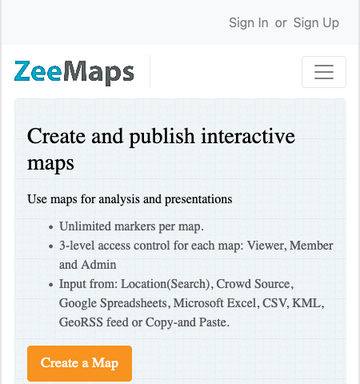 Sign In or Sign Up
ZeeMaps
Create and publish interactive
maps
Use maps for analysis and presentations
• Unlimited markers per map.
• 3-level access control for each map: Viewer, Member
and Admin
• Input from: Location(Search), Crowd Source,
Google Spreadsheets, Microsoft Excel, CSV, KML,
GeoRSS feed or Copy-and Paste.
Create a Map